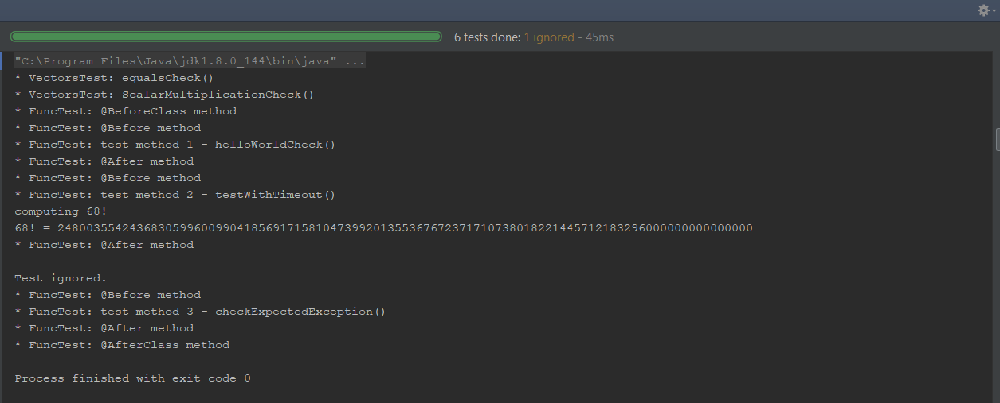 6 tests done: 1 ignored - 45ms
"C:\Program Files\Java\jdk1.8.0_144\bin\java" ...
* VectorsTest: equalsCheck()
* VectorsTest: ScalarMultiplicationCheck()
* FuncTest: @BeforeClass method
* FuncTest: @Before method
* FuncTest: test method 1 - helloWorldCheck()
* FuncTest: @After method
* FuncTest: @Before method
* FuncTest: test method 2 - testWithTimeout()
computing 68!
68! = 2480035542436830599600990418569171581047399201355367672371710738018221445712183296000000000000000
* FuncTest: @After method
Test ignored.
* FuncTest: @Before method
* FuncTest: test method 3 - checkExpectedException()
* FuncTest: @After method
* FuncTest: @AfterClass method
Process finished with exit code 0